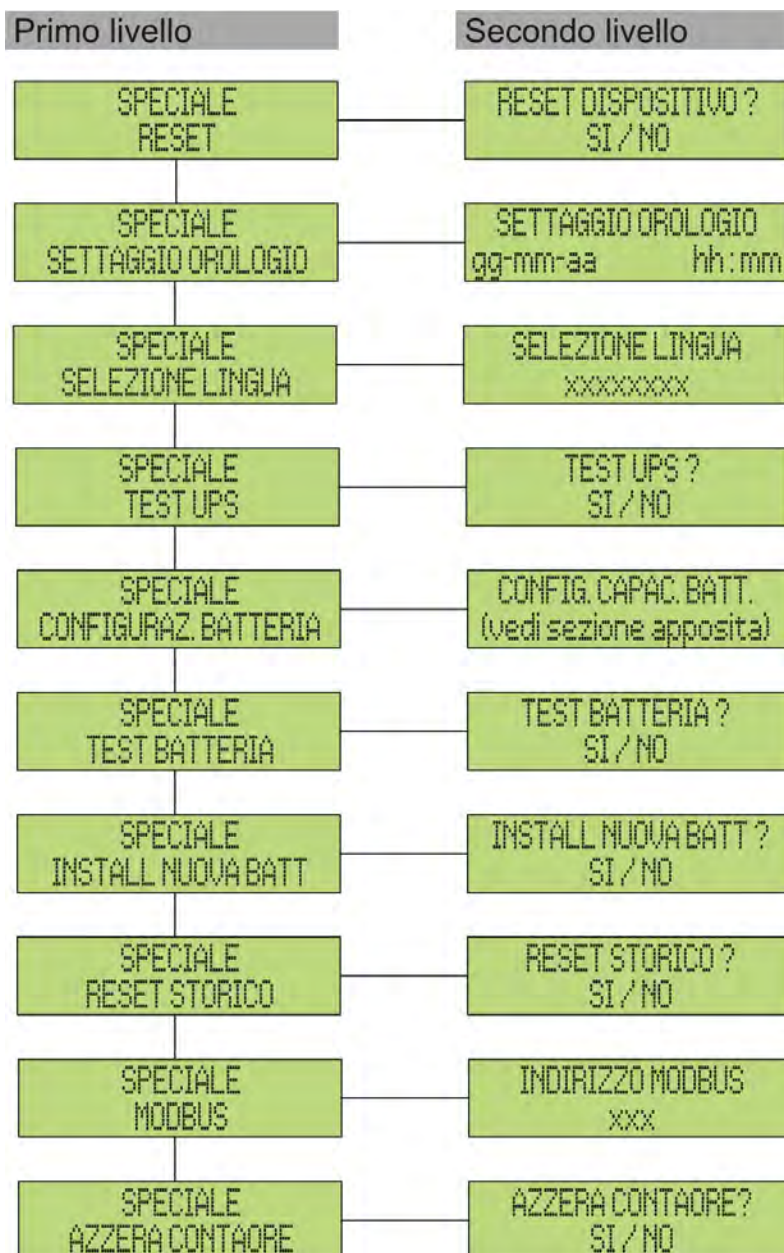 Primo livello
Secondo livello
SPECIALE
RESET
RESET DISPOSITIVO ?
SI / NO
SPECIALE
SETTAGGIO OROLOGIO
SETTAGGIO OROLOGIO
gg-mm-aa hh:mm
SPECIALE
SELEZIONE LINGUA
SELEZIONE LINGUA
xxxxxxxx
SPECIALE
TEST UPS
TEST UPS ?
SI / NO
SPECIALE
CONFIGURAZ. BATTERIA
CONFIG. CAPAC. BATT.
(vedi sezione apposita)
SPECIALE
TEST BATTERIA
TEST BATTERIA ?
SI / NO
SPECIALE
INSTALL NUOVA BATT
INSTALL NUOVA BATT ?
SI / NO
SPECIALE
RESET STORICO
RESET STORICO ?
SI / NO
SPECIALE
MODBUS
INDIRIZZO MODBUS
xxx
SPECIALE
AZZERA CONTAORE
AZZERA CONTAORE?
SI / NO